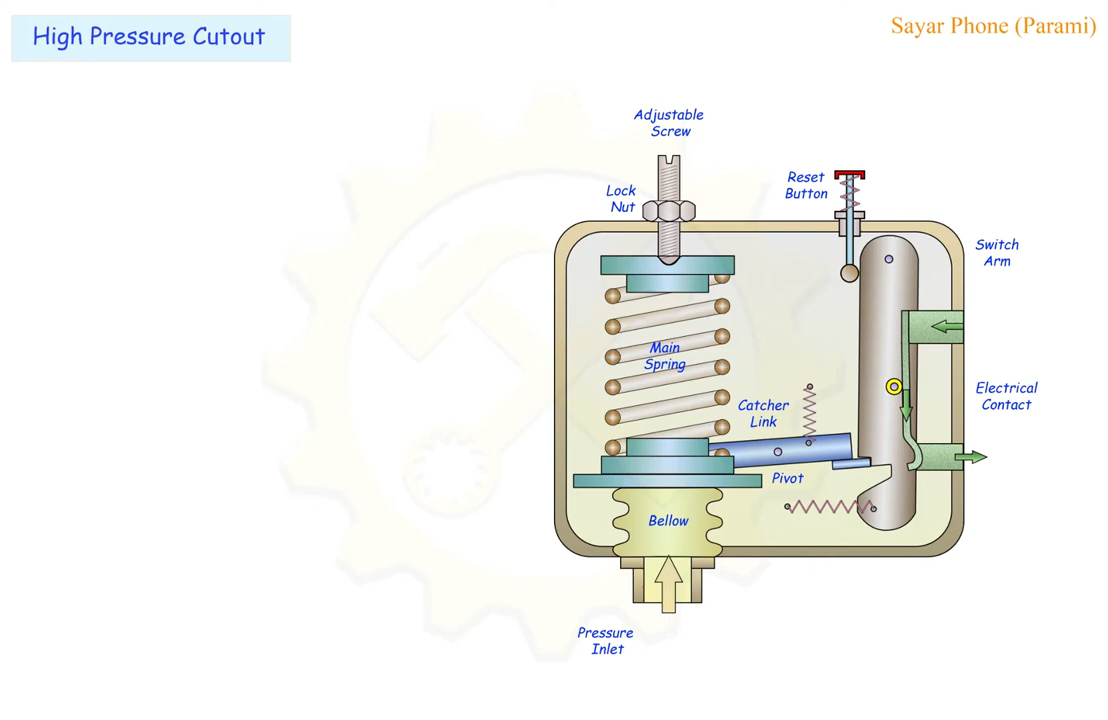 High Pressure Cutout
Sayar Phone (Parami)
Adjustable
Screw
Reset
Button
Lock
Nut
Switch
Arm
Main
Spring
Electrical
Contact
Catcher
Link
Pivot
Bellow
Pressure
Inlet